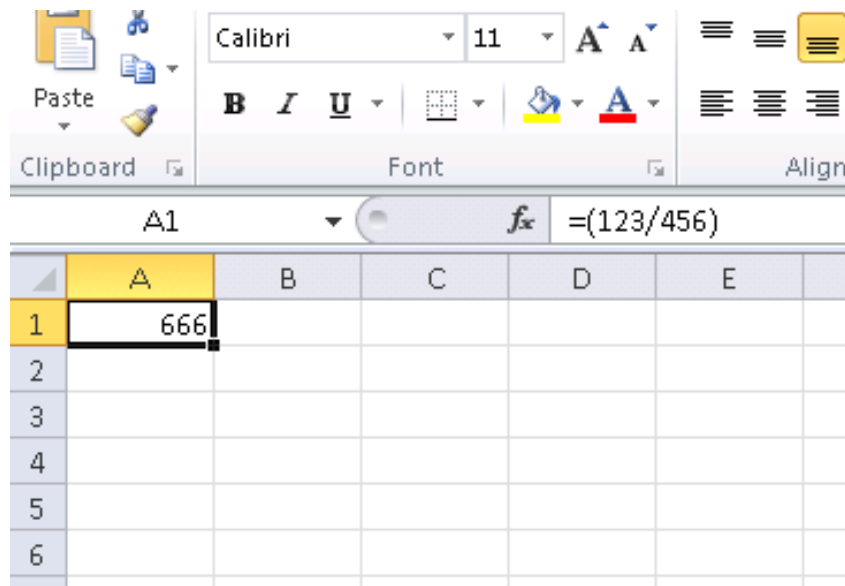 Calibri 11 A A
Paste B I U A
Clipboard Font Align
A1 fx =(123/456)
A B C D E
1 666
2
3
4
5
6